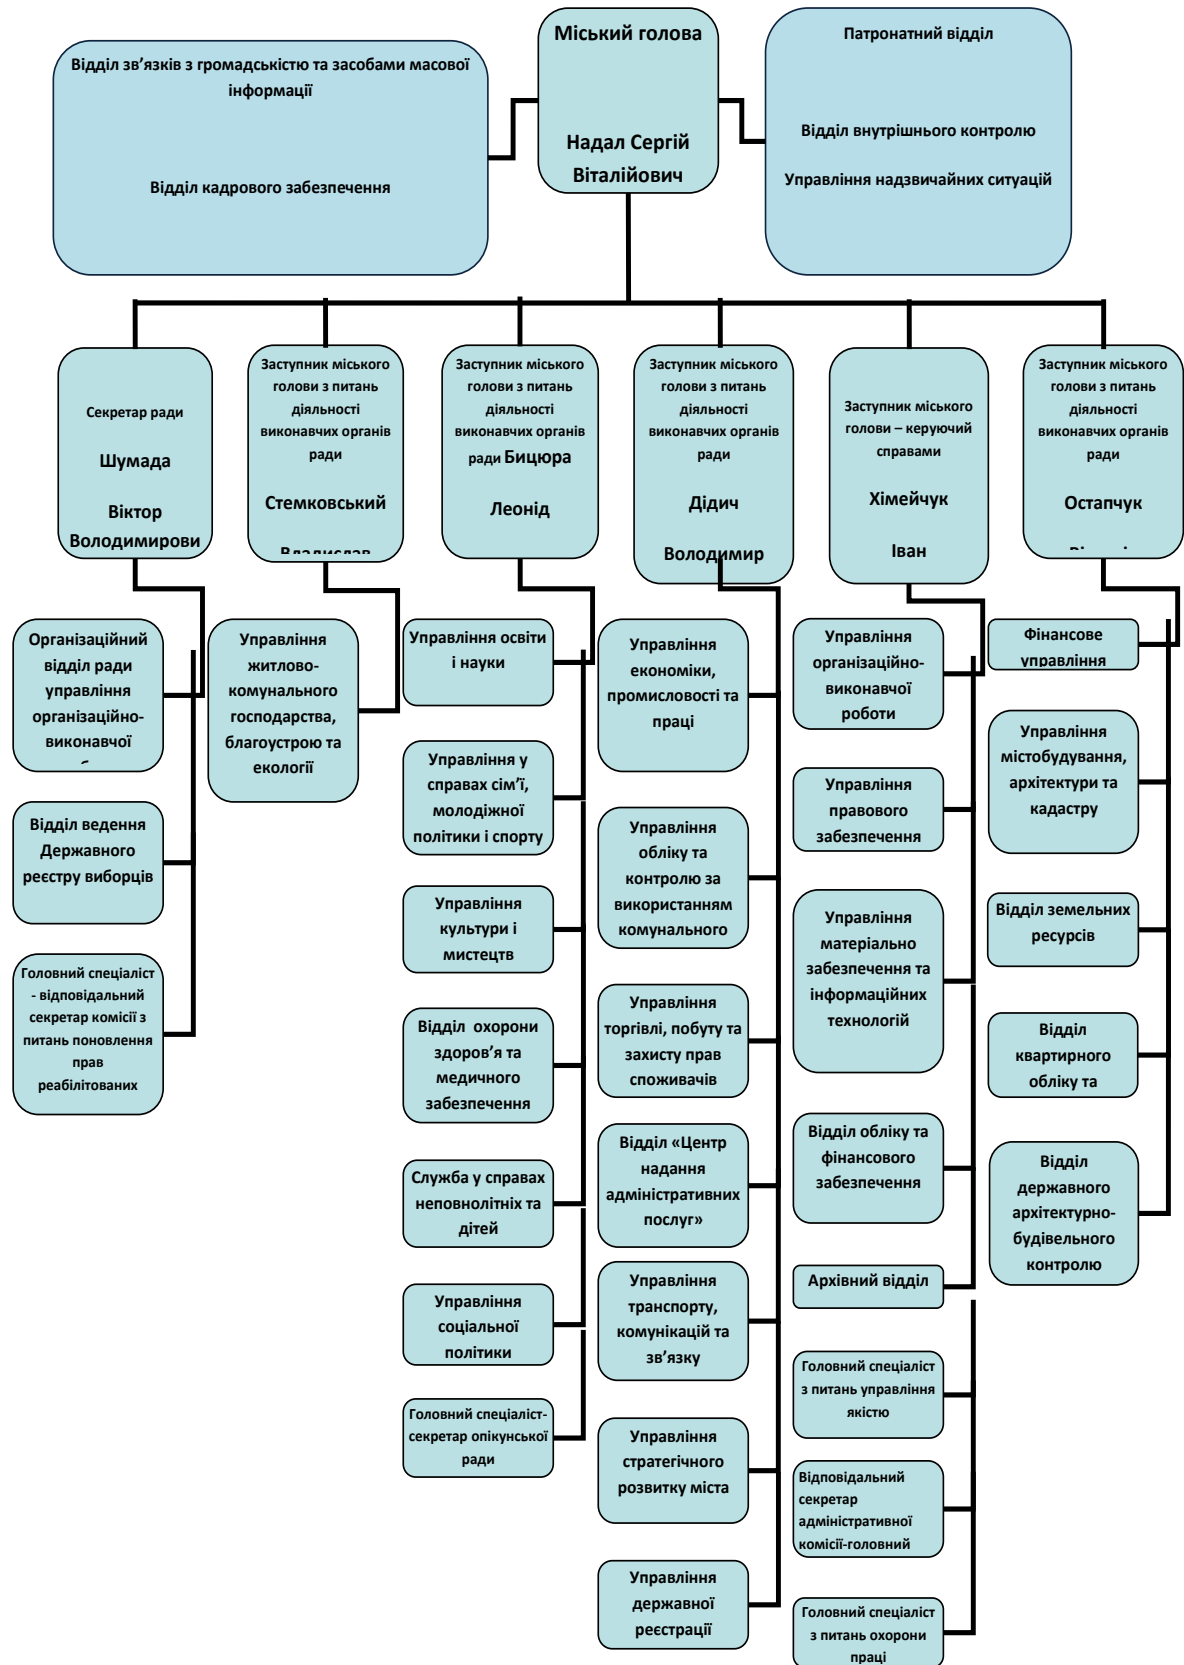 Міський голова
Надал Сергій
Віталійович
Відділ зв’язків з громадськістю та засобами масової
інформації
Відділ кадрового забезпечення
Патронатний відділ
Відділ внутрішнього контролю
Управління надзвичайних ситуацій
Секретар ради
Шумада
Віктор
Володимирови
Заступник міського
голови з питань
діяльності
виконавчих органів
ради
Стемковський
Владислав
Заступник міського
голови з питань
діяльності
виконавчих органів
ради Бицюра
Леонід
Заступник міського
голови з питань
діяльності
виконавчих органів
ради
Дідич
Володимир
Заступник міського
голови – керуючий
справами
Хімейчук
Іван
Заступник міського
голови з питань
діяльності
виконавчих органів
ради
Остапчук
Організаційний
відділ ради
управління
організаційно-
виконавчої
Відділ ведення
Державного
реєстру виборців
Головний спеціаліст
- відповідальний
секретар комісії з
питань поновлення
прав
реабілітованих
Управління
житлово-
комунального
господарства,
благоустрою та
екології
Управління освіти
і науки
Управління у
справах сім’ї,
молодіжної
політики і спорту
Управління
культури і
мистецтв
Відділ охорони
здоров’я та
медичного
забезпечення
Служба у справах
неповнолітніх та
дітей
Управління
соціальної
політики
Головний спеціаліст-
секретар опікунської
ради
Управління
економіки,
промисловості та
праці
Управління
обліку та
контролю за
використанням
комунального
Управління
торгівлі, побуту та
захисту прав
споживачів
Відділ «Центр
надання
адміністративних
послуг»
Управління
транспорту,
комунікацій та
зв’язку
Управління
стратегічного
розвитку міста
Управління
державної
реєстрації
Управління
організаційно-
виконавчої
роботи
Управління
правового
забезпечення
Управління
матеріально
забезпечення та
інформаційних
технологій
Відділ обліку та
фінансового
забезпечення
Архівний відділ
Головний спеціаліст
з питань управління
якістю
Відповідальний
секретар
адміністративної
комісії-головний
Головний спеціаліст
з питань охорони
праці
Фінансове
управління
Управління
містобудування,
архітектури та
кадастру
Відділ земельних
ресурсів
Відділ
квартирного
обліку та
Відділ
державного
архітектурно-
будівельного
контролю